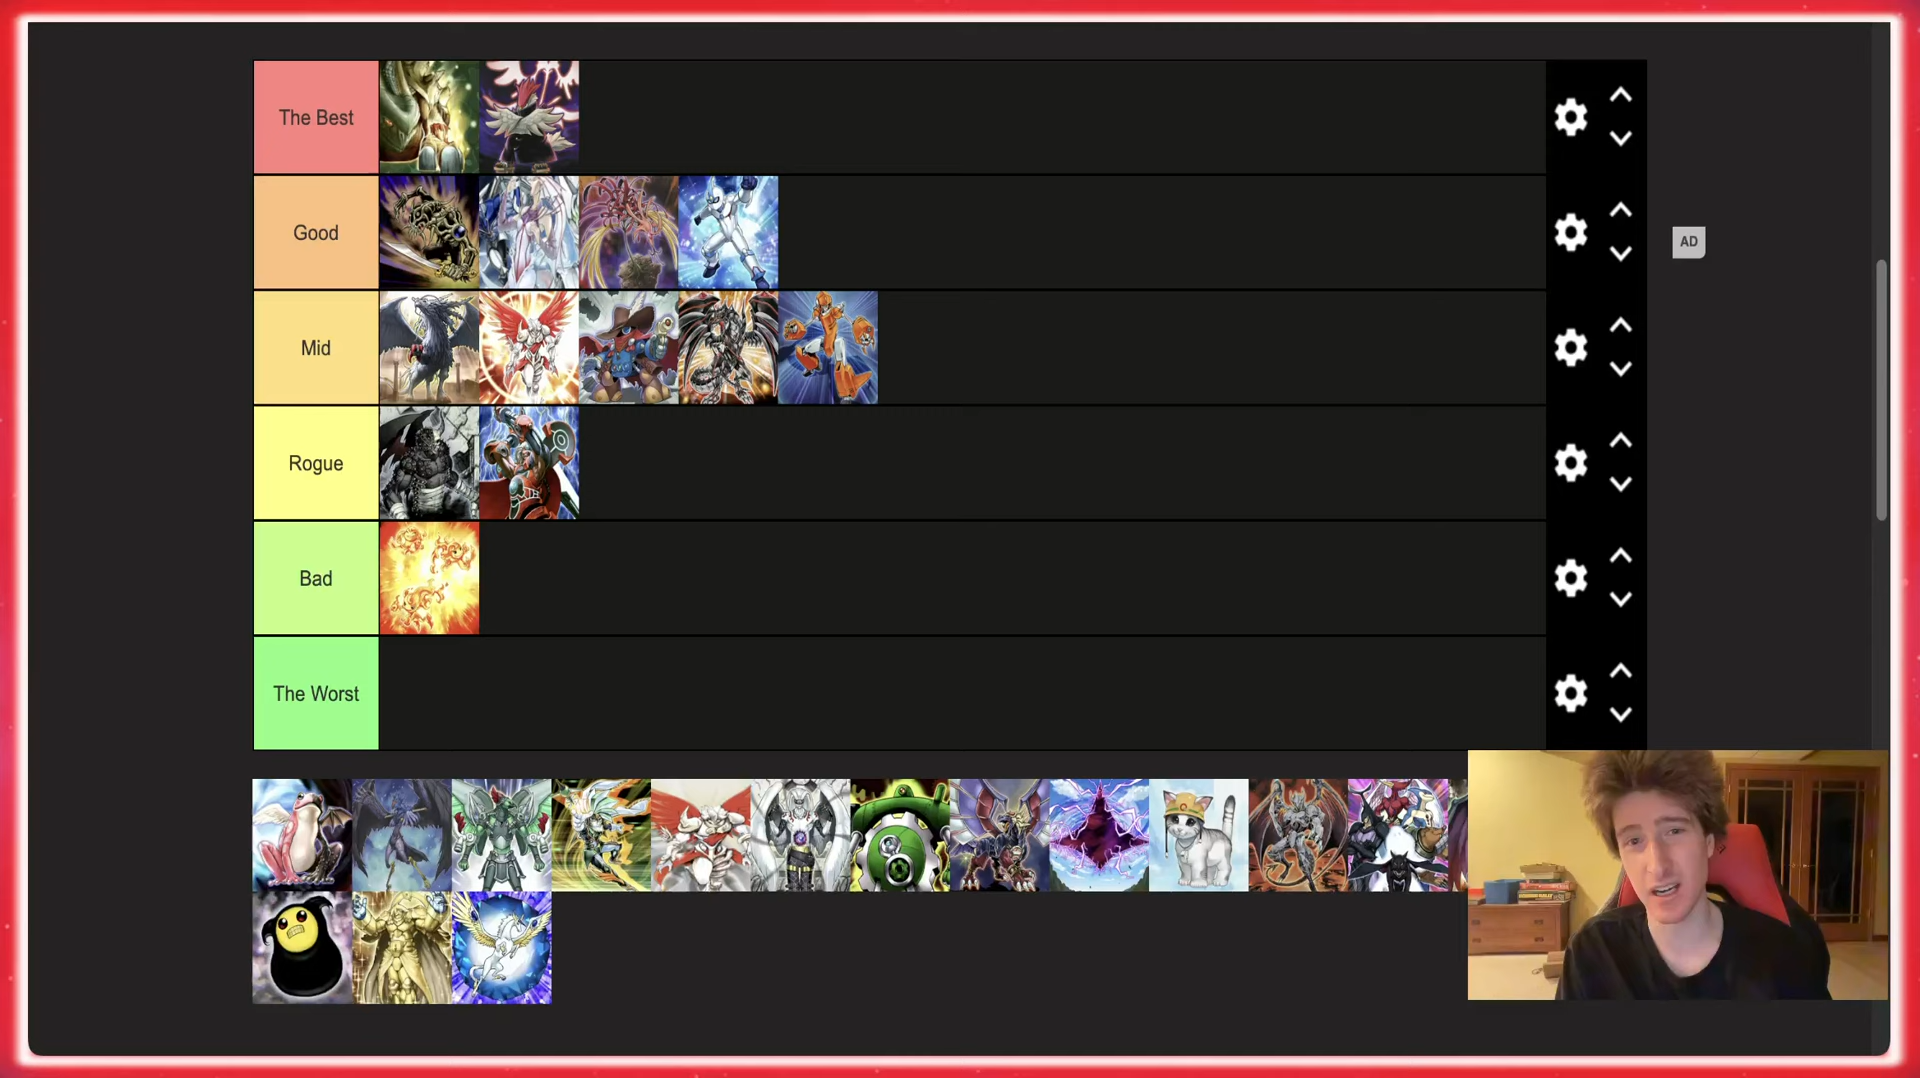 The Best
Good
AD
Mid
Rogue
Bad
The Worst